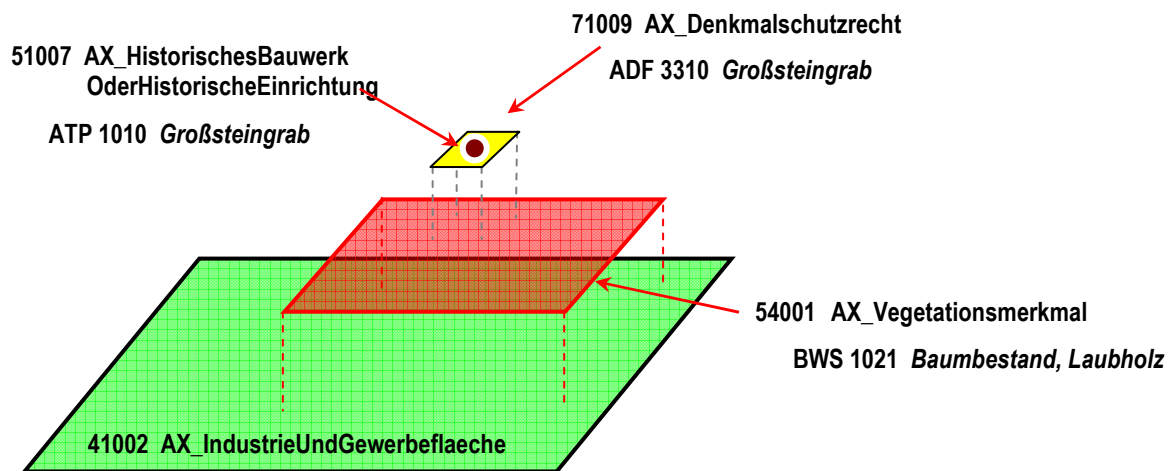 71009 AX_Denkmalschutzrecht
ADF 3310 Großsteingrab
51007 AX_HistorischesBauwerk
OderHistorischeEinrichtung
ATP 1010 Großsteingrab
54001 AX_Vegetationsmerkmal
BWS 1021 Baumbestand, Laubholz
41002 AX_IndustrieUndGewerbeflaeche